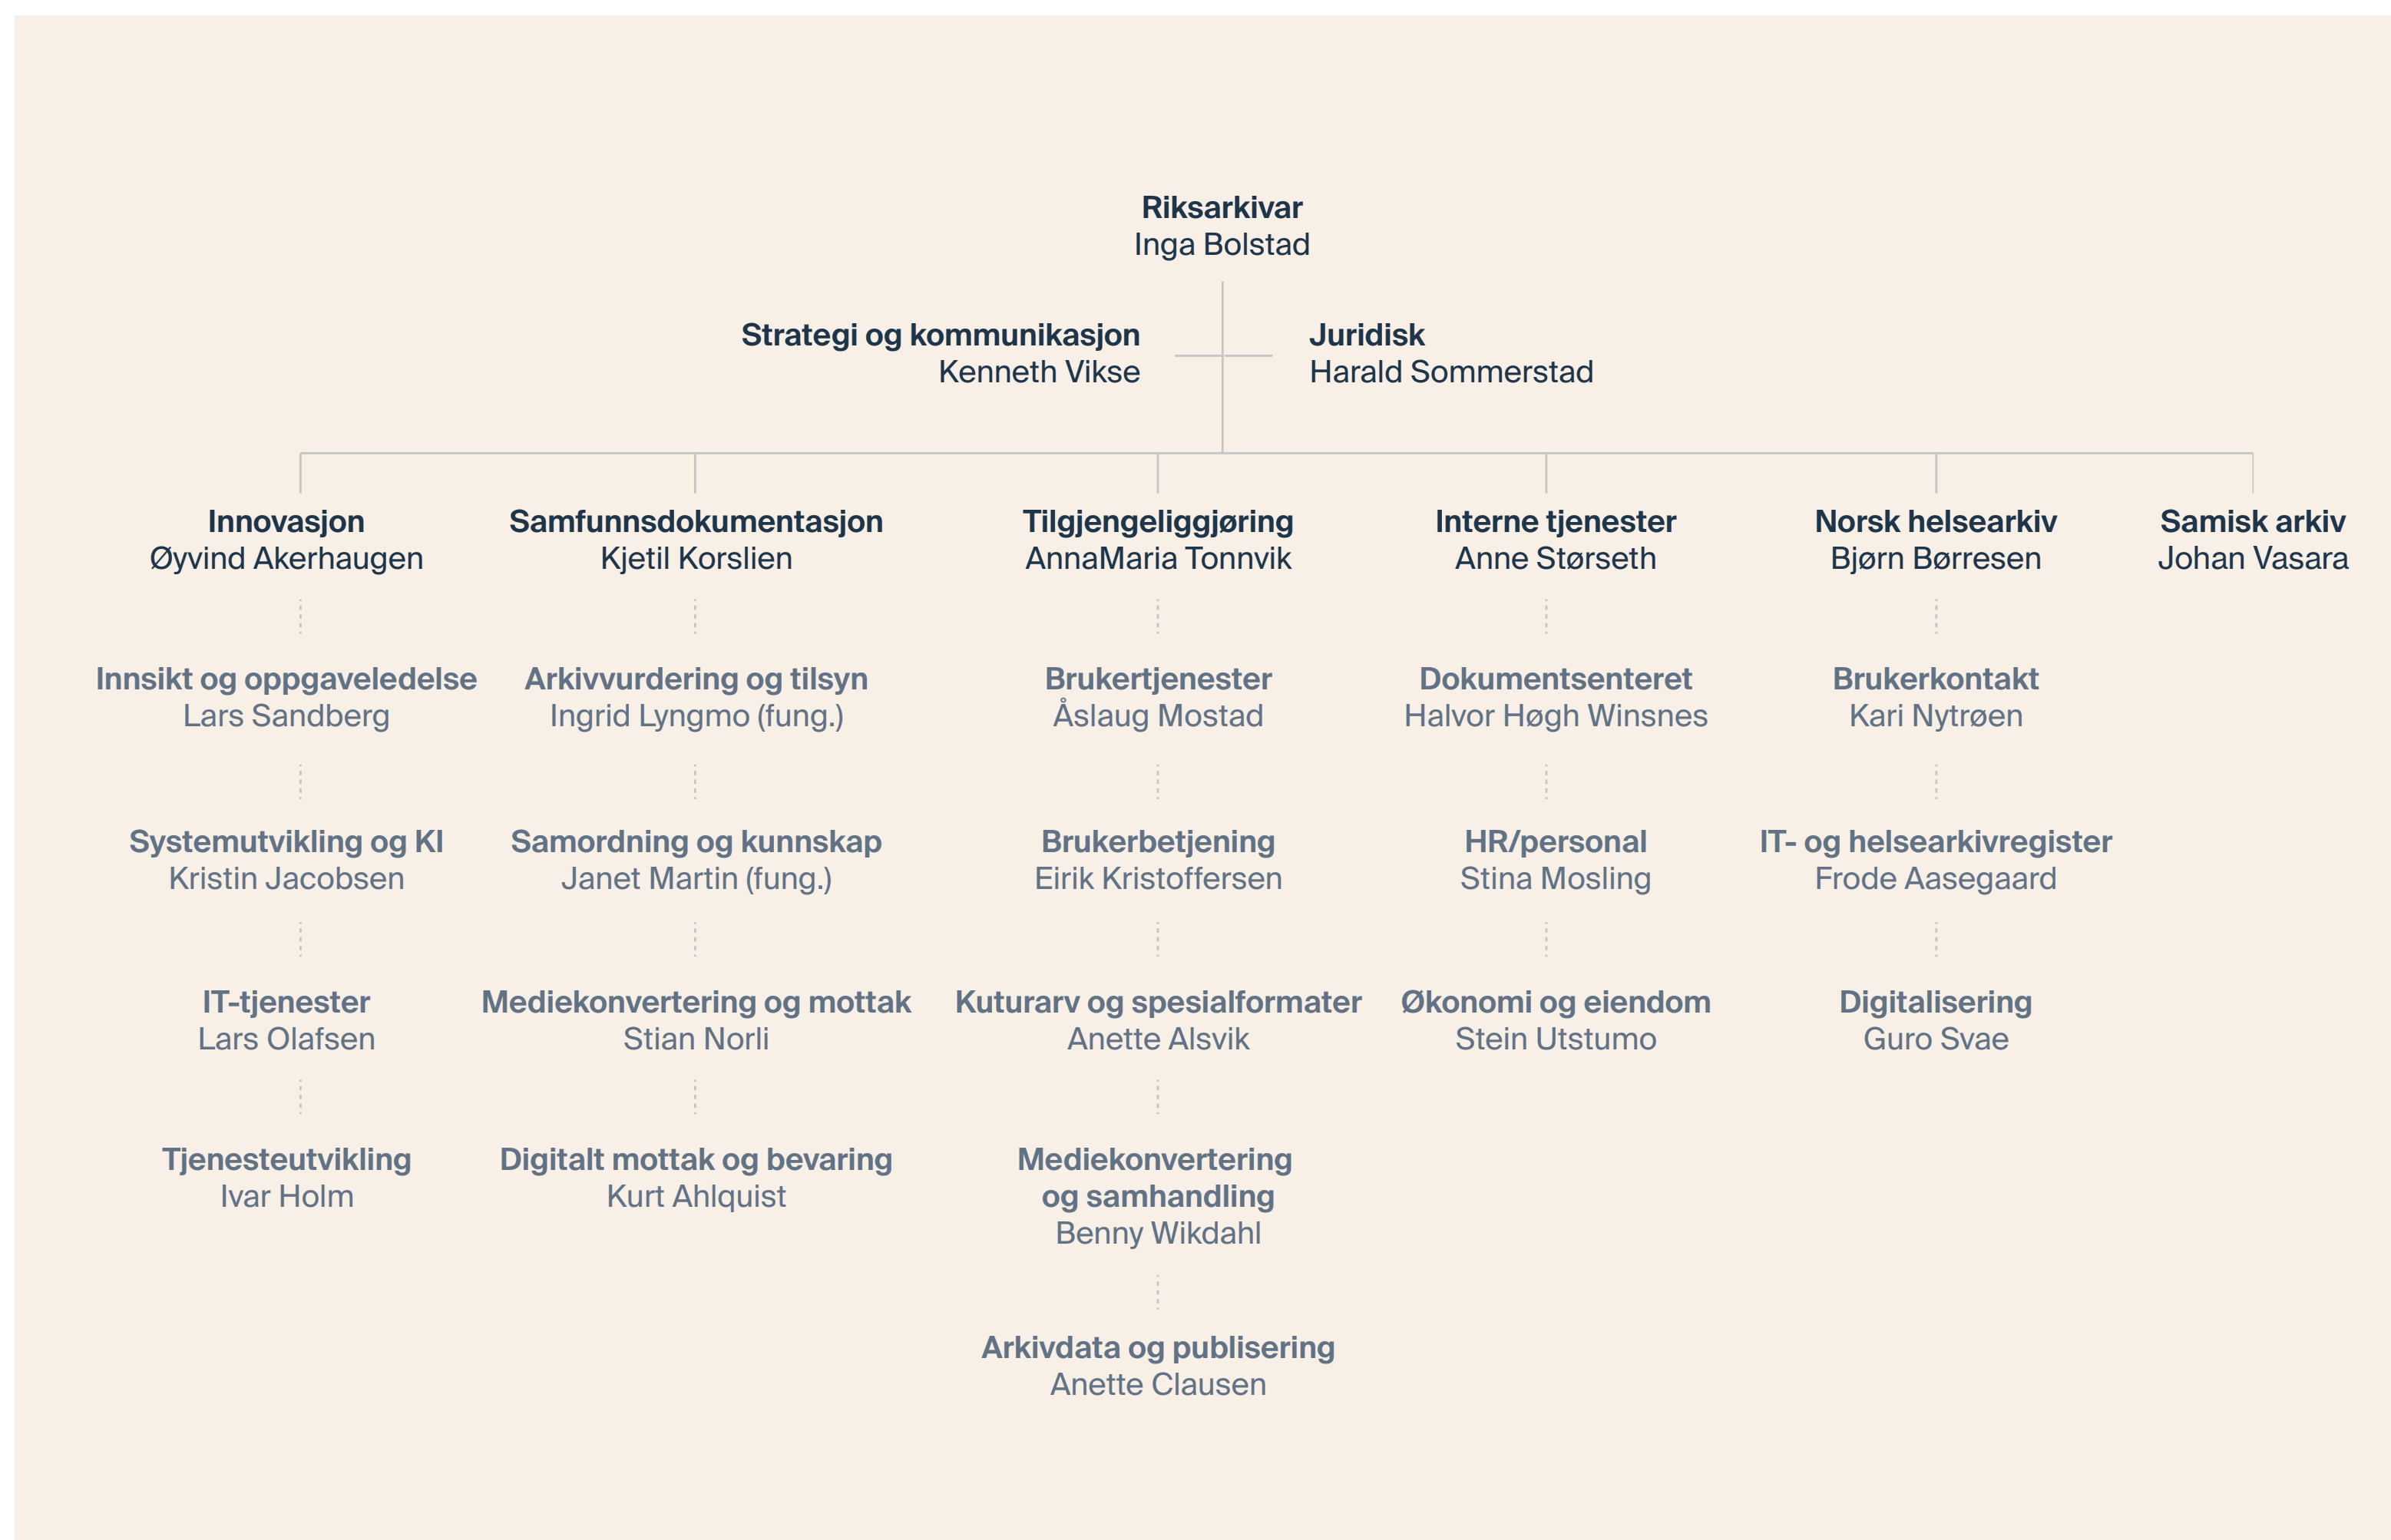 Riksarkivar
Inga Bolstad
Strategi og kommunikasjon
Kenneth Vikse
Juridisk
Harald Sommerstad
Innovasjon
Øyvind Akerhaugen
Innsikt og oppgaveledelse
Lars Sandberg
Systemutvikling og KI
Kristin Jacobsen
IT-tjenester
Lars Olafsen
Tjenesteutvikling
Ivar Holm
Samfunnsdokumentasjon
Kjetil Korslien
Arkivvurdering og tilsyn
Ingrid Lyngmo (fung.)
Samordning og kunnskap
Janet Martin (fung.)
Mediekonvertering og mottak
Stian Norli
Digitalt mottak og bevaring
Kurt Ahlquist
Tilgjengeliggjøring
AnnaMaria Tonnvik
Brukertjenester
Åslaug Mostad
Brukerbetjening
Eirik Kristoffersen
Kuturarv og spesialformater
Anette Alsvik
Mediekonvertering
og samhandling
Benny Wikdahl
Arkivdata og publisering
Anette Clausen
Interne tjenester
Anne Størseth
Dokumentsenteret
Halvor Høgh Winsnes
HR/personal
Stina Mosling
Økonomi og eiendom
Stein Utstumo
Norsk helsearkiv
Bjørn Børresen
Brukerkontakt
Kari Nytrøen
IT- og helsearkivregister
Frode Aasegaard
Digitalisering
Guro Svae
Samisk arkiv
Johan Vasara